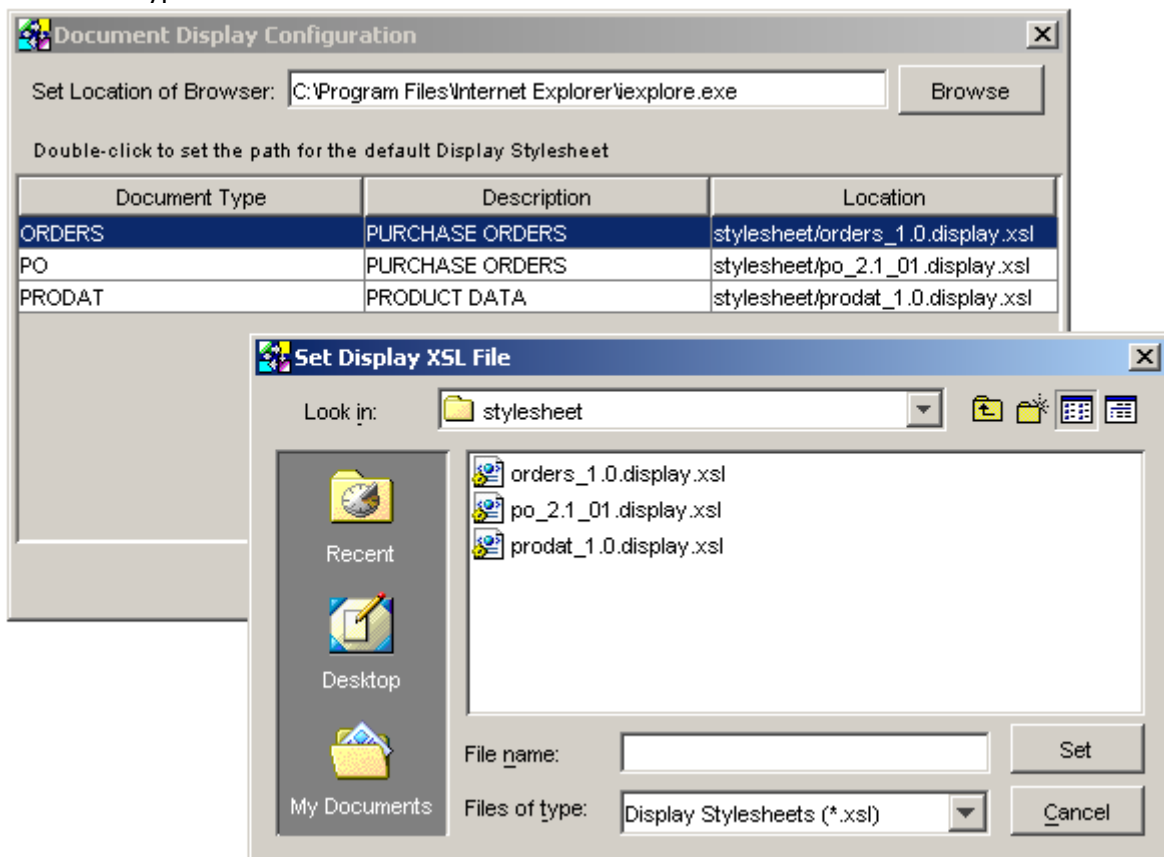 Document Display Configuration
Set Location of Browser: C:\Program Files\Internet Explorer\iexplore.exe Browse
Double-click to set the path for the default Display Stylesheet
Document Type Description Location
ORDERS PURCHASE ORDERS stylesheet/orders_1.0.display.xsl
PO PURCHASE ORDERS stylesheet/po_2.1_01.display.xsl
PRODAT PRODUCT DATA stylesheet/prodat_1.0.display.xsl
Set Display XSL File
Look in: stylesheet
orders_1.0.display.xsl
po_2.1_01.display.xsl
prodat_1.0.display.xsl
Recent
Desktop
My Documents
File name: Set
Files of type: Display Stylesheets (*.xsl) Cancel